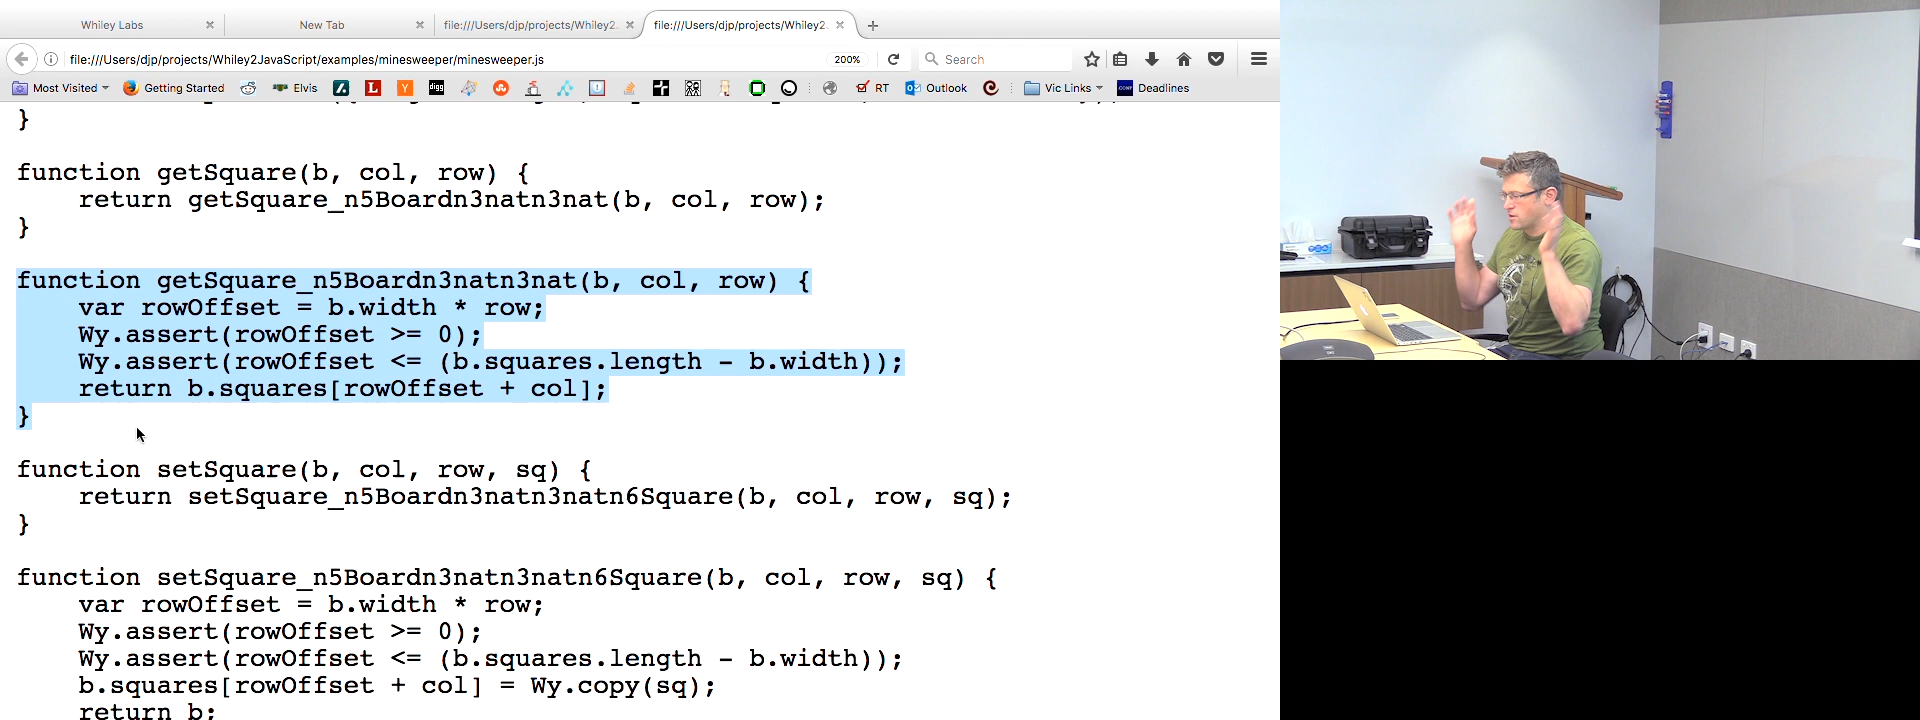 Whiley Labs
New Tab
file:///Users/djp/projects/Whiley2
file:///Users/djp/projects/Whiley2
file:///Users/djp/projects/Whiley2JavaScript/examples/minesweeper/minesweeper.js
200%
Search
Most Visited
Getting Started
Elvis
digg
RT
Outlook
Vic Links
Deadlines
}
function getSquare(b, col, row) {
return getSquare_n5Boardn3natn3nat(b, col, row);
}
function getSquare_n5Boardn3natn3nat(b, col, row) {
var rowOffset = b.width * row;
Wy.assert(rowOffset >= 0);
Wy.assert(rowOffset <= (b.squares.length - b.width));
return b.squares[rowOffset + col];
}
function setSquare(b, col, row, sq) {
return setSquare_n5Boardn3natn3natn6Square(b, col, row, sq);
}
function setSquare_n5Boardn3natn3natn6Square(b, col, row, sq) {
var rowOffset = b.width * row;
Wy.assert(rowOffset >= 0);
Wy.assert(rowOffset <= (b.squares.length - b.width));
b.squares[rowOffset + col] = Wy.copy(sq);
return b;